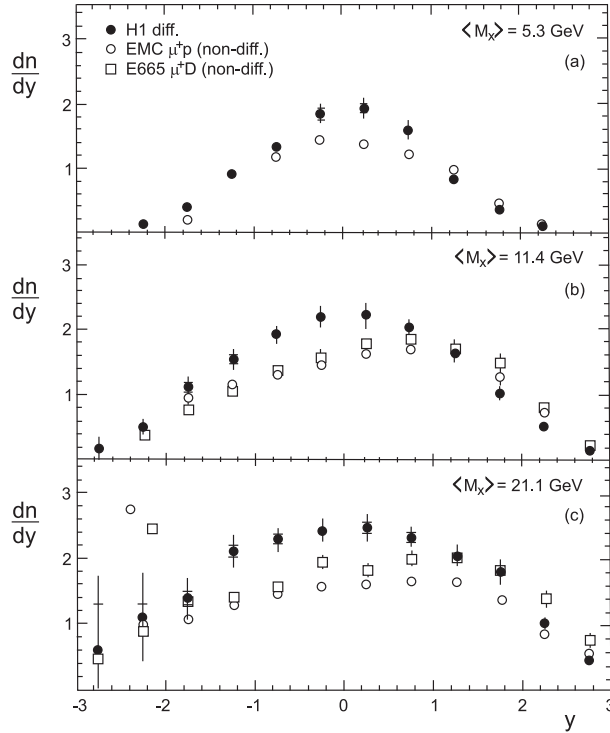 ● H1 diff.
○ EMC μ⁺p (non-diff.)
□ E665 μ⁺D (non-diff.)
⟨Mx⟩ = 5.3 GeV
(a)
dn
dy
3
2
1
⟨Mx⟩ = 11.4 GeV
(b)
dn
dy
3
2
1
⟨Mx⟩ = 21.1 GeV
(c)
dn
dy
3
2
1
-3 -2 -1 0 1 2 3
y